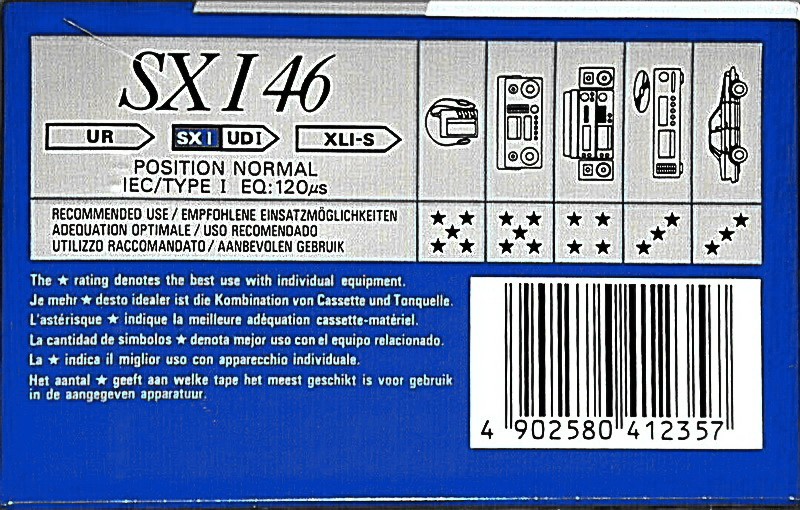 SX I 46
UR SX I UD I XLI-S
POSITION NORMAL
IEC/TYPE I EQ:120µs
RECOMMENDED USE / EMPFOHLENE EINSATZMÖGLICHKEITEN
ADEQUATION OPTIMALE / USO RECOMENDADO
UTILIZZO RACCOMANDATO / AANBEVOLEN GEBRUIK
★★★★★ ★★★★★ ★★★★ ★★★ ★★★
The ★ rating denotes the best use with individual equipment.
Je mehr ★ desto idealer ist die Kombination von Cassette und Tonquelle.
L'astérisque ★ indique la meilleure adéquation cassette-matériel.
La cantidad de simbolos ★ denota mejor uso con el equipo relacionado.
La ★ indica il miglior uso con apparecchio individuale.
Het aantal ★ geeft aan welke tape het meest geschikt is voor gebruik
in de aangegeven apparatuur.
4 902580 412357